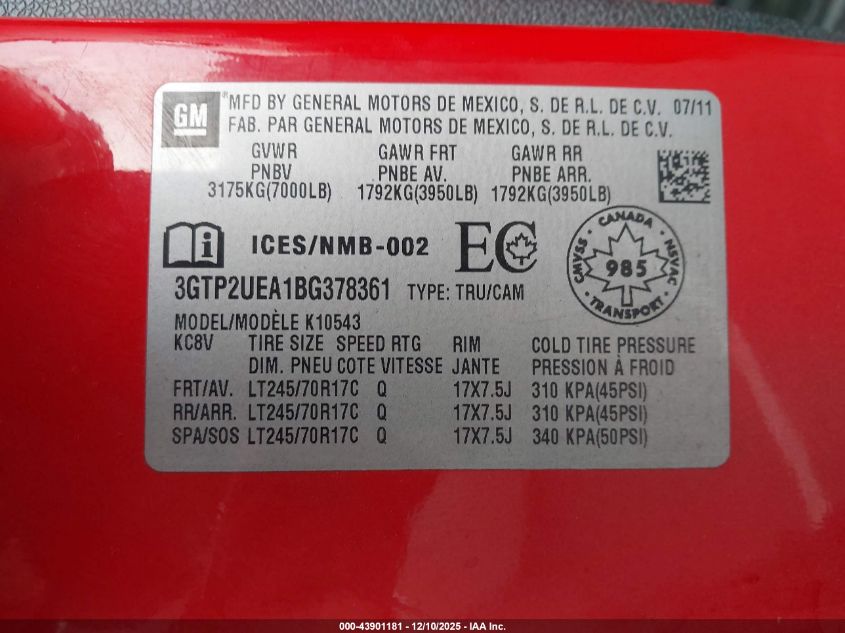 GM
®MFD BY GENERAL MOTORS DE MEXICO, S. DE R.L. DE C.V. 07/11
FAB. PAR GENERAL MOTORS DE MEXICO, S. DE R.L. DE C.V.
GVWR GAWR FRT GAWR RR
PNBV PNBE AV. PNBE ARR.
3175KG(7000LB) 1792KG(3950LB) 1792KG(3950LB)
i ICES/NMB-002 EC
CANADA
CMVSS 985 NSVAC
TRANSPORT
3GTP2UEA1BG378361 TYPE: TRU/CAM
MODEL/MODÈLE K10543
KC8V TIRE SIZE SPEED RTG RIM COLD TIRE PRESSURE
DIM. PNEU COTE VITESSE JANTE PRESSION À FROID
FRT/AV. LT245/70R17C Q 17X7.5J 310 KPA(45PSI)
RR/ARR. LT245/70R17C Q 17X7.5J 310 KPA(45PSI)
SPA/SOS LT245/70R17C Q 17X7.5J 340 KPA(50PSI)
000-43901181 - 12/10/2025 - IAA Inc.